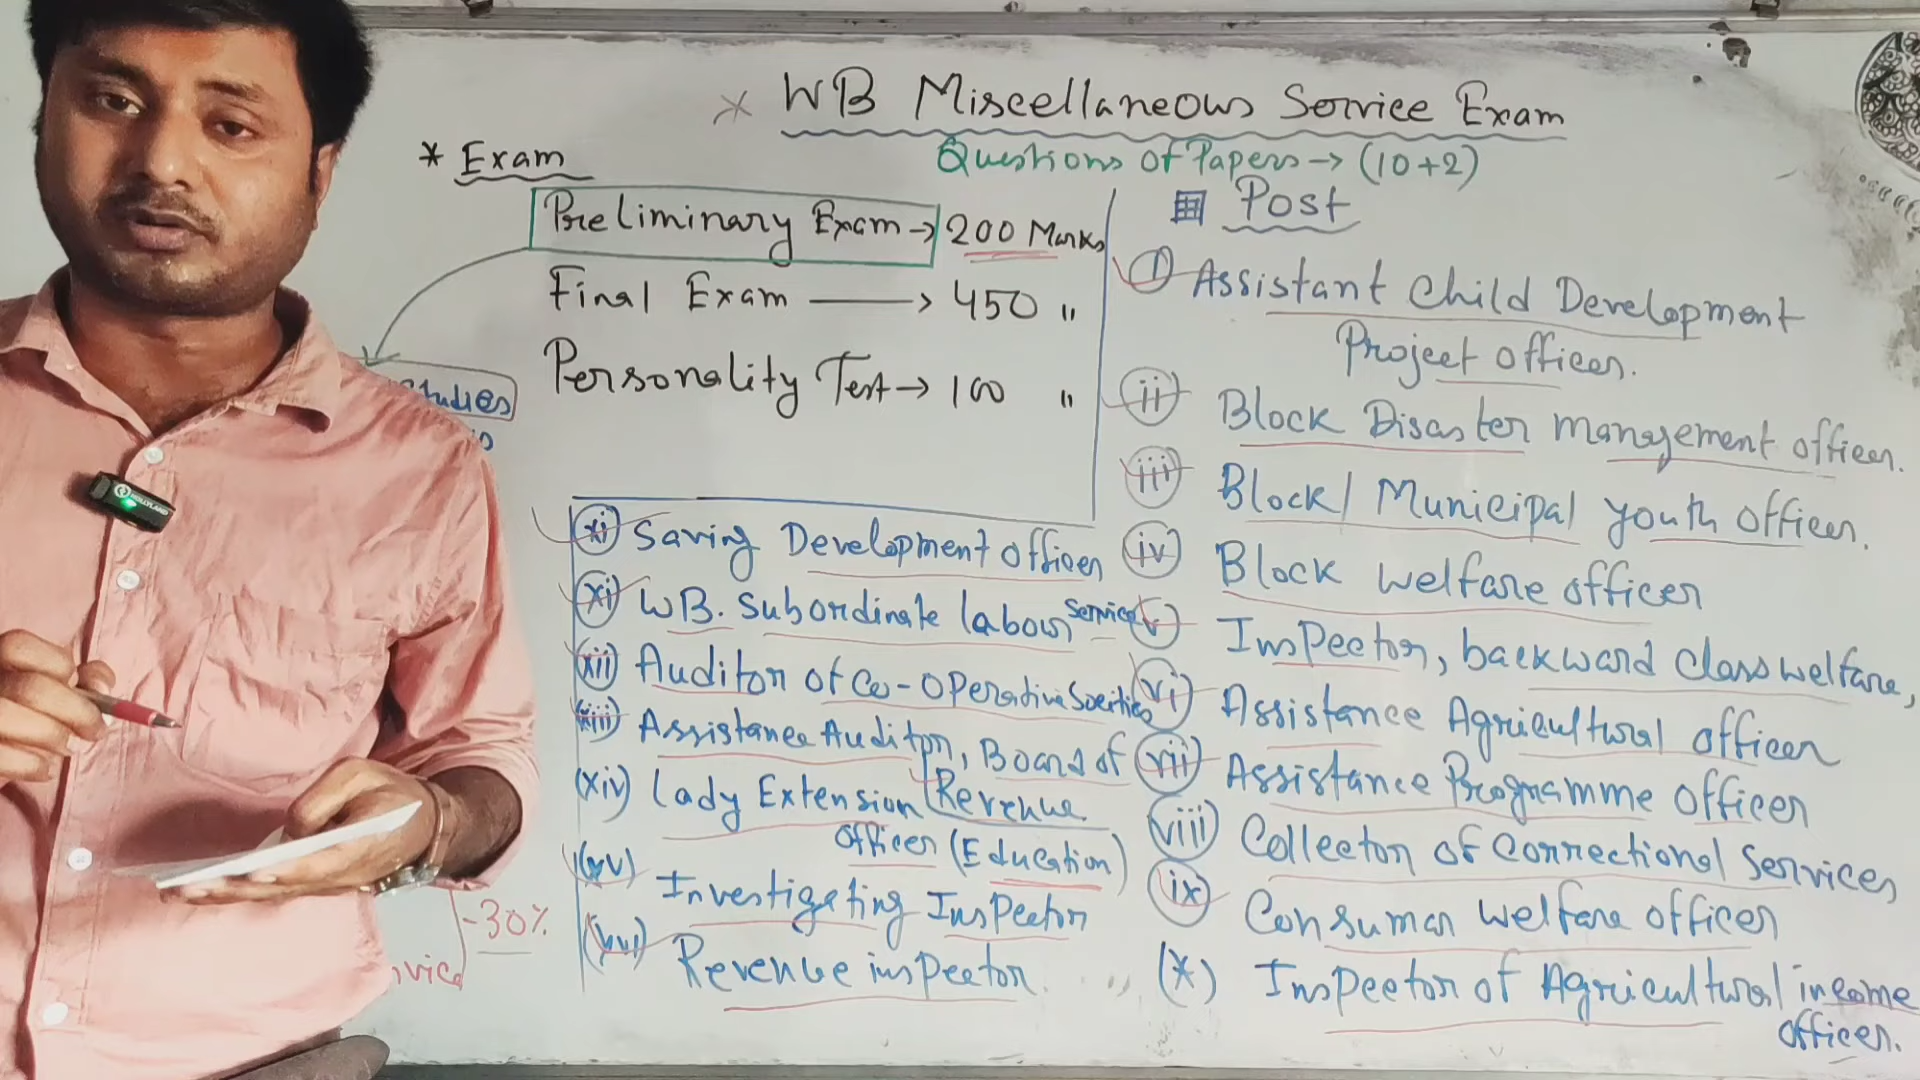 WB Miscellaneous Service Exam
Questions of Papers → (10+2)
* Exam
Preliminary Exam → 200 Marks
Final Exam → 450 "
Personality Test → 100 "
tudies
Post
(i) Assistant Child Development
Project officer.
(ii) Block Disaster management officer.
(iii) Block / Municipal youth officer.
(iv) Block welfare officer
(v) Inspector, backward class welfare,
(vi) Assistance Agricultural officer
(vii) Assistance Programme officer
(viii) Collector of correctional services,
(ix) Consumar welfare officer
(x) Inspector of Agricultural income
officer.
(xi) Saving Development officer
(xi) WB. Subordinate labour service
(xii) Auditor of co-operative Socities
(xiii) Assistance Auditor, Board of
Revenue
(xiv) Lady Extension
officer (Education)
(xv) Investigating Inspector
(xvi) Revenue inspector
-30%
rvice
HOLLYLAND